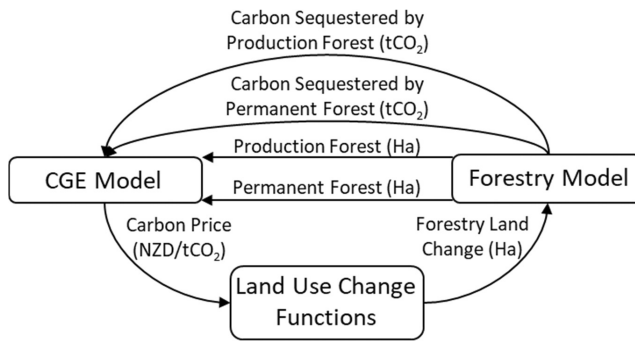 Carbon Sequestered by
Production Forest (tCO₂)
Carbon Sequestered by
Permanent Forest (tCO₂)
Production Forest (Ha)
CGE Model
Forestry Model
Permanent Forest (Ha)
Carbon Price
(NZD/tCO₂)
Forestry Land
Change (Ha)
Land Use Change
Functions